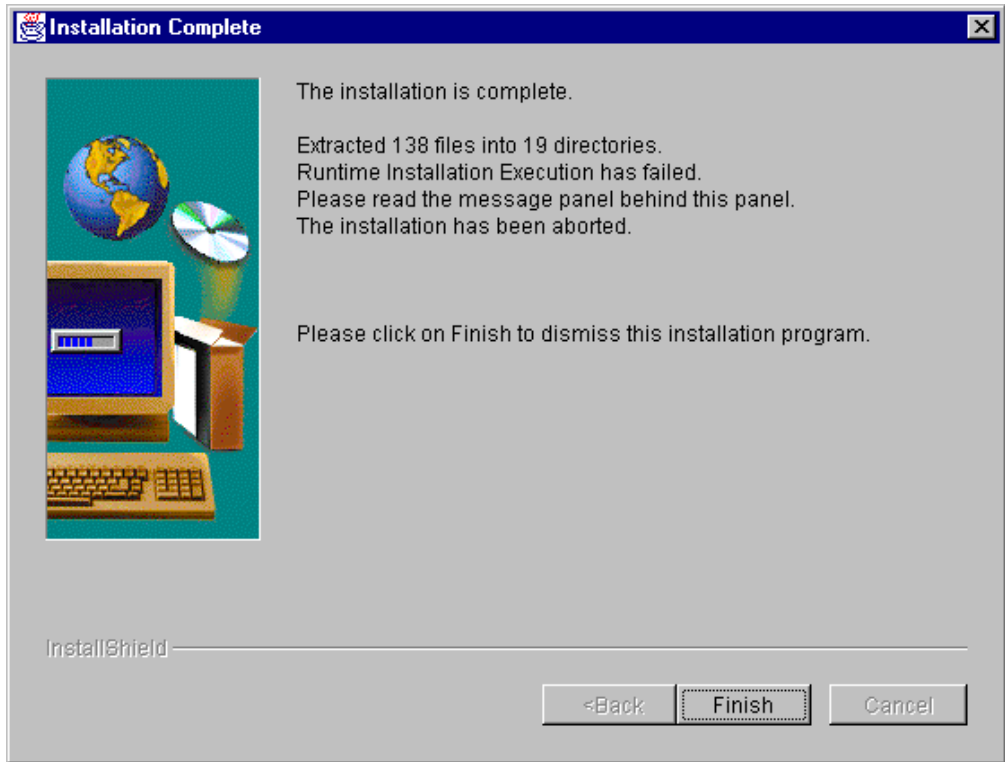 Installation Complete
The installation is complete.
Extracted 138 files into 19 directories.
Runtime Installation Execution has failed.
Please read the message panel behind this panel.
The installation has been aborted.
Please click on Finish to dismiss this installation program.
InstallShield
<Back Finish Cancel